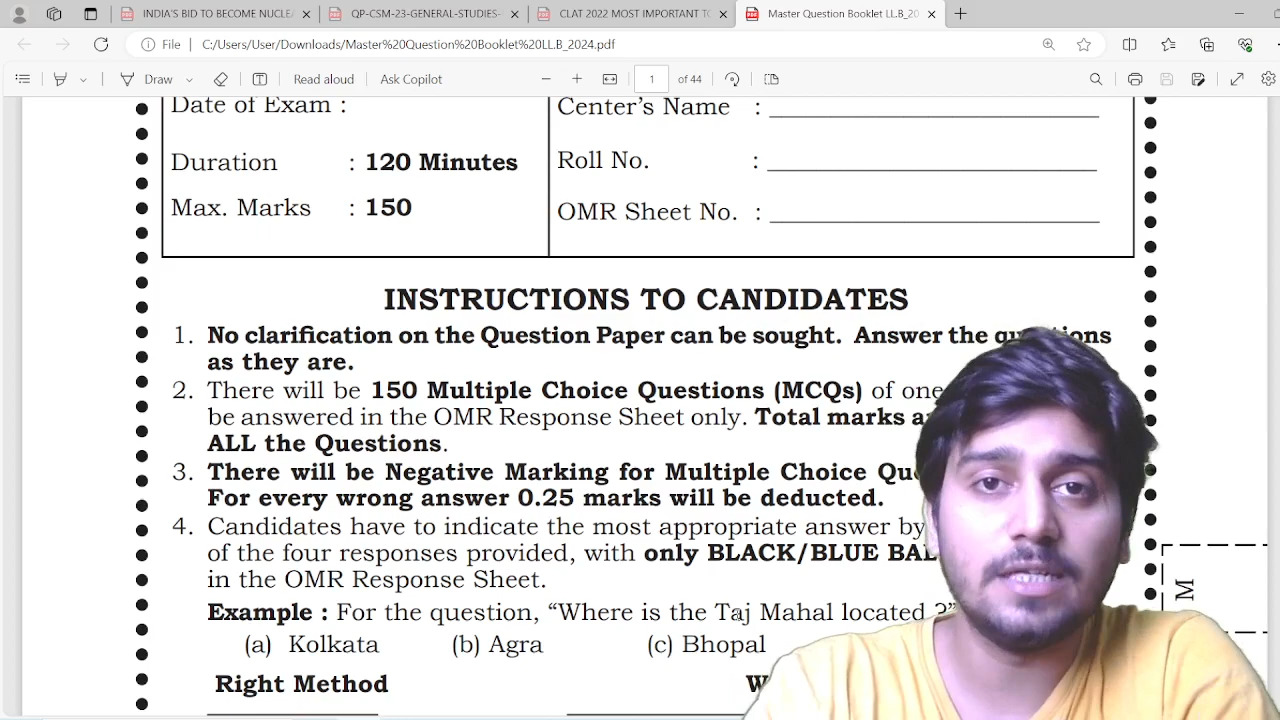 INDIA'S BID TO BECOME NUCLEA
QP-CSM-23-GENERAL-STUDIES-
CLAT 2022 MOST IMPORTANT TO
Master Question Booklet LL.B_20
File
C:/Users/User/Downloads/Master%20Question%20Booklet%20LL.B_2024.pdf
Draw
Read aloud
Ask Copilot
1 of 44
Date of Exam :
Center's Name : ____
Duration : 120 Minutes
Roll No. : ____
Max. Marks : 150
OMR Sheet No. : ____
INSTRUCTIONS TO CANDIDATES
1. No clarification on the Question Paper can be sought. Answer the questions
as they are.
2. There will be 150 Multiple Choice Questions (MCQs) of one
be answered in the OMR Response Sheet only. Total marks
ALL the Questions.
3. There will be Negative Marking for Multiple Choice
For every wrong answer 0.25 marks will be deducted.
4. Candidates have to indicate the most appropriate answer by
of the four responses provided, with only BLACK/BLUE
in the OMR Response Sheet.
Example : For the question, “Where is the Taj Mahal located ?”
(a) Kolkata (b) Agra (c) Bhopal
Right Method
M